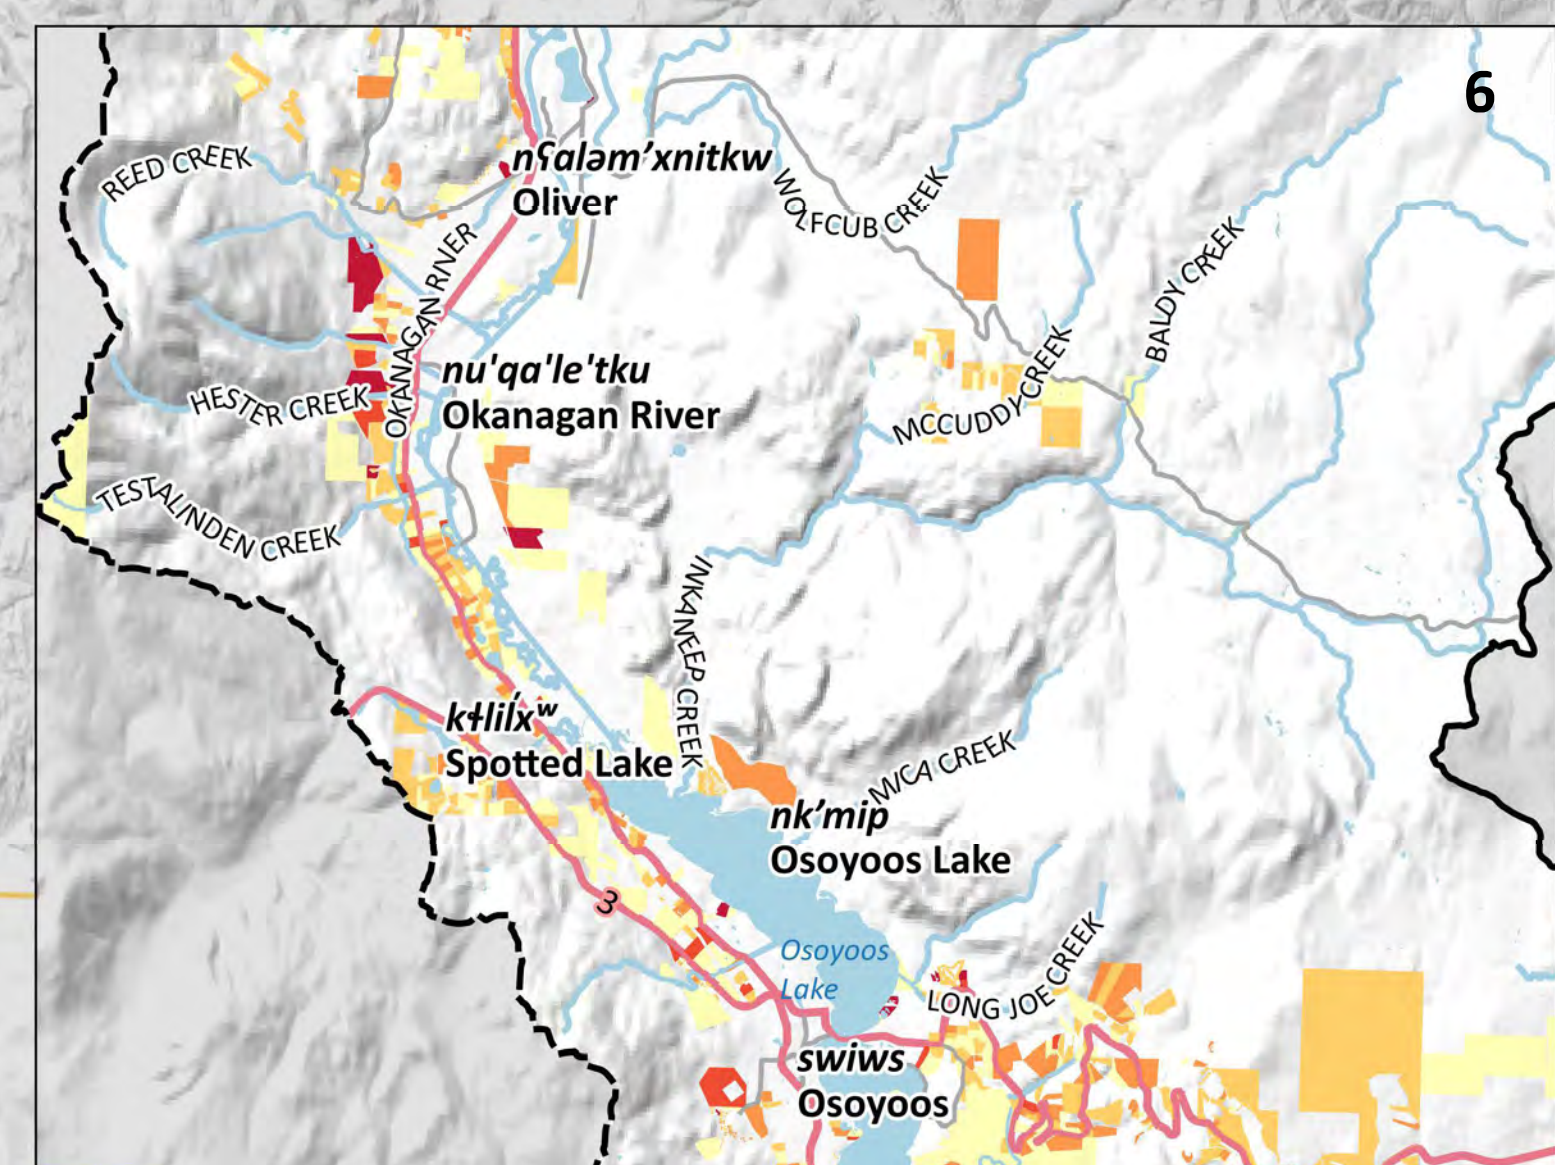 6
REED CREEK
nʕaləm’xnitkw
Oliver
WOLFCUB CREEK
OKANAGAN RIVER
BALDY CREEK
nu'qa'le'tku
Okanagan River
HESTER CREEK
MCCUDDY CREEK
TESTALINDEN CREEK
INKANEEP CREEK
kɬlil̓xʷ
Spotted Lake
MICA CREEK
nk’mip
Osoyoos Lake
3
Osoyoos
Lake
LONG JOE CREEK
swiws
Osoyoos